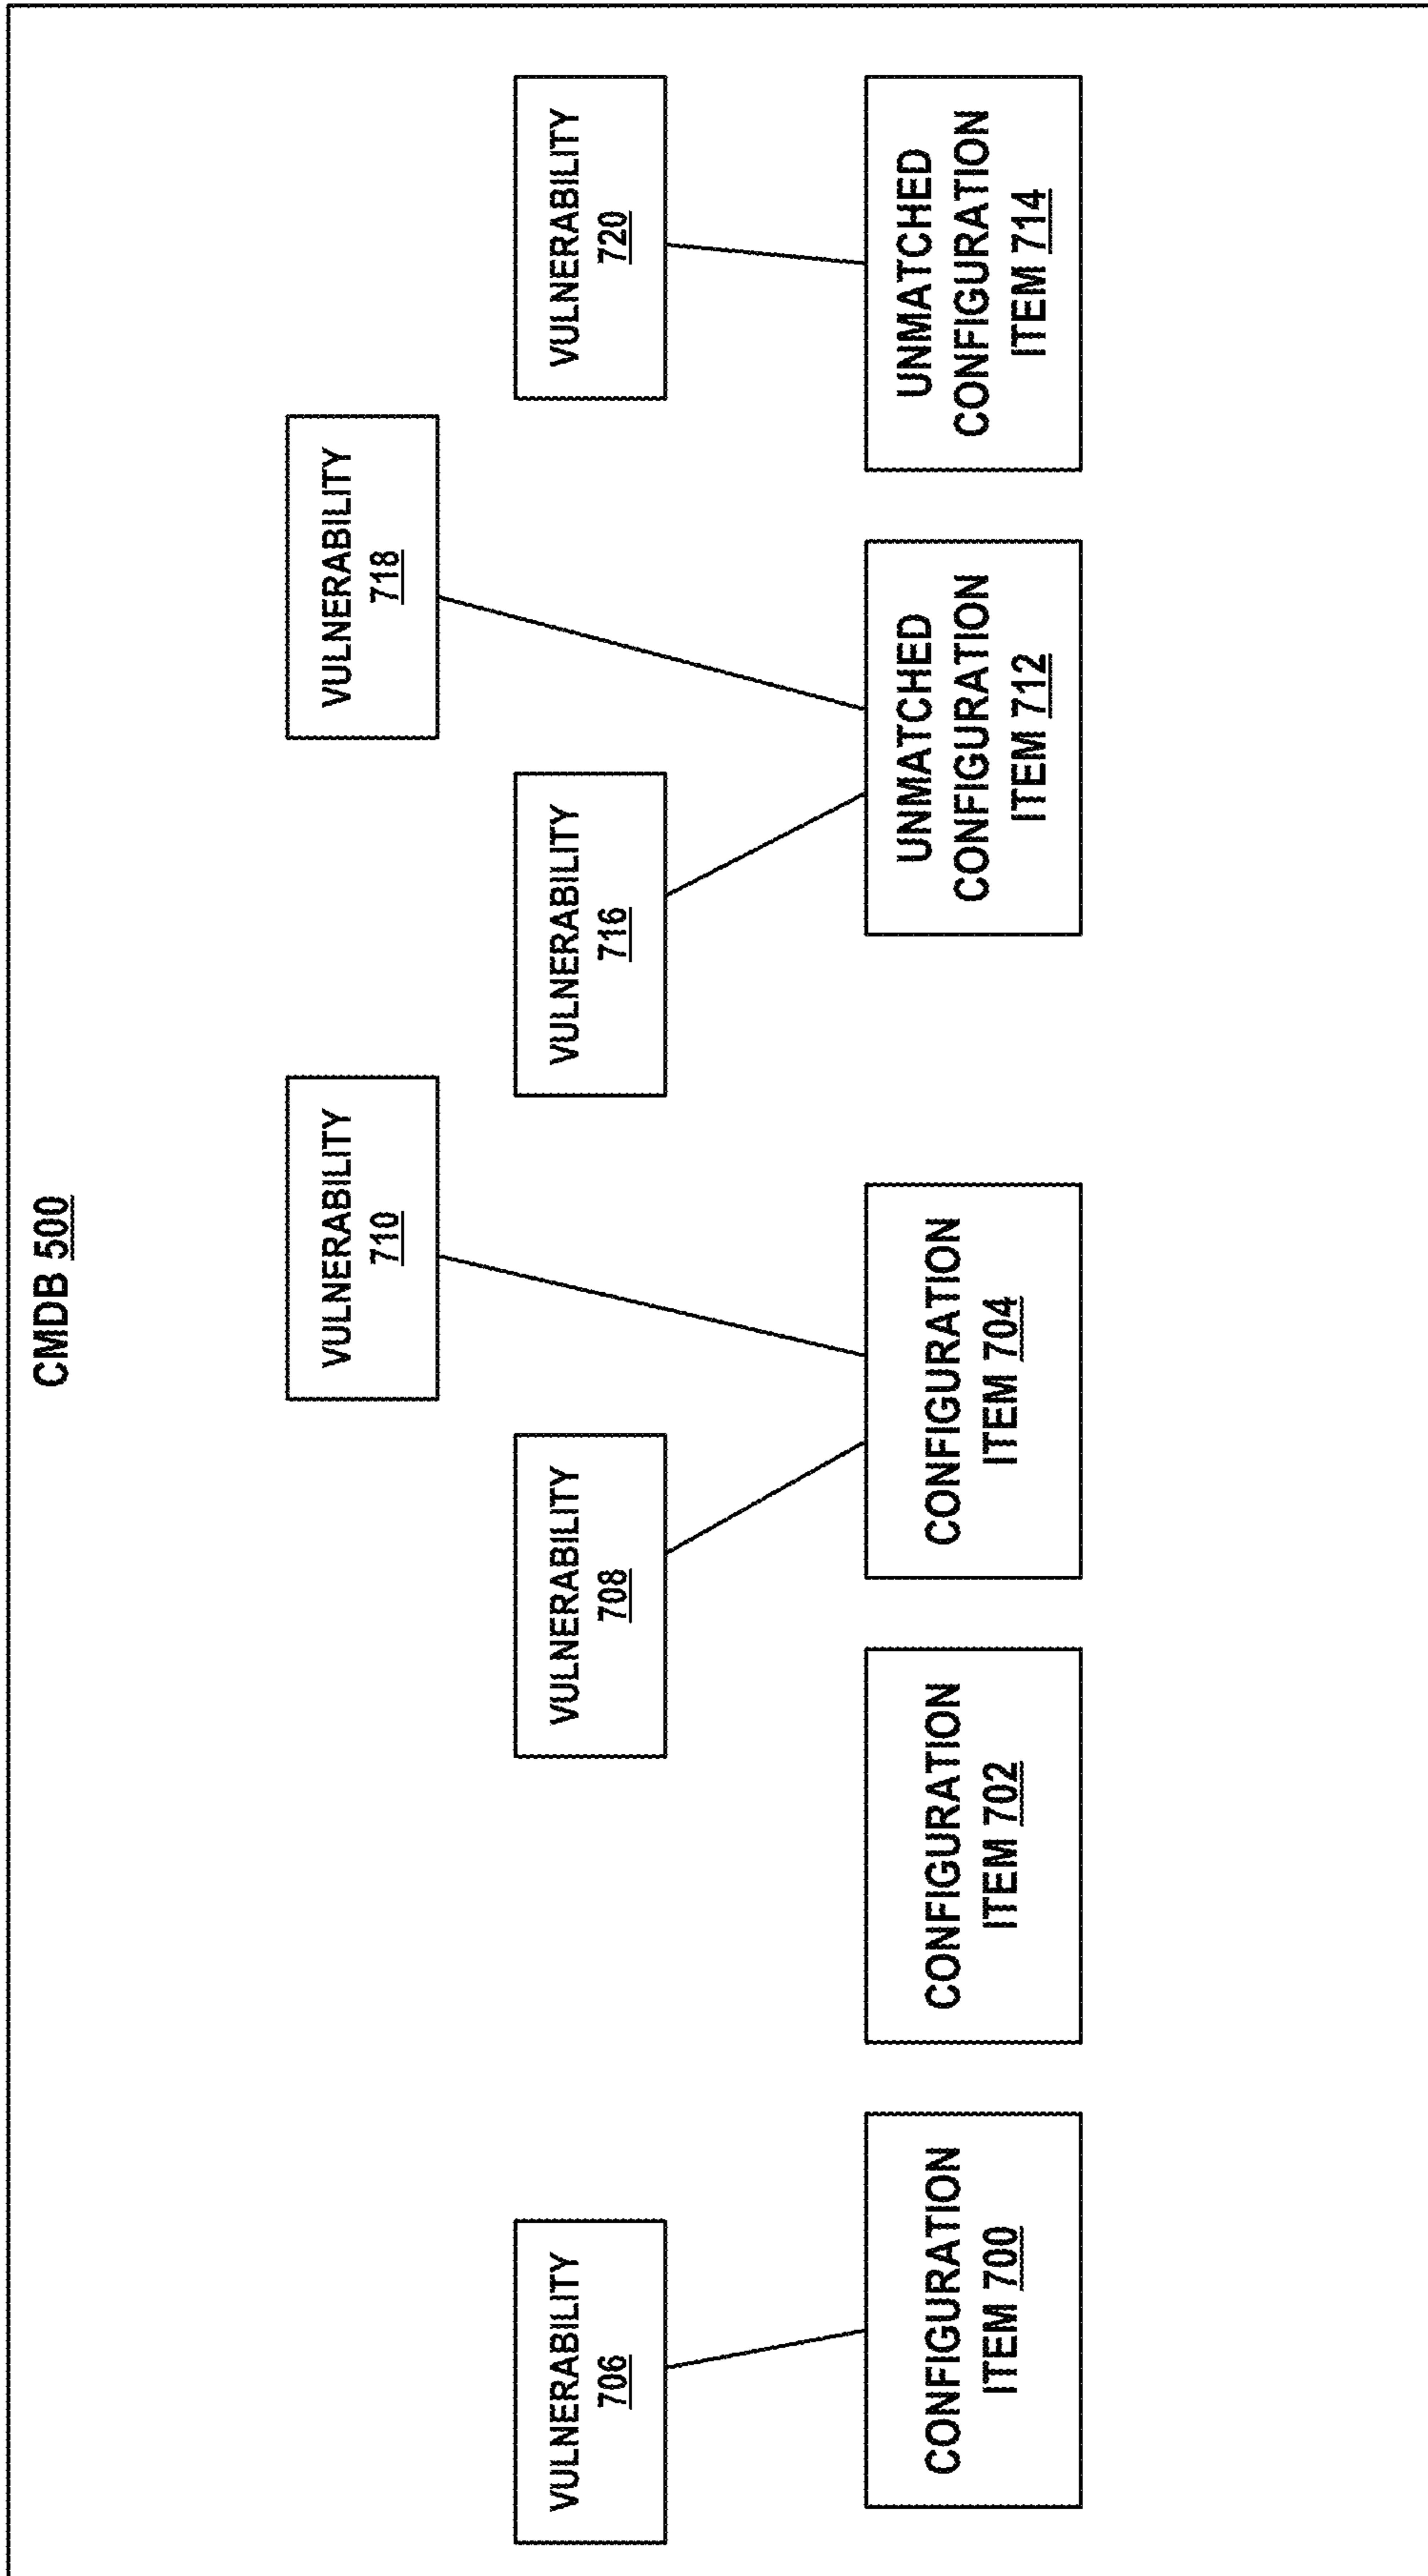 CMDB 500
VULNERABILITY
710
VULNERABILITY
718
VULNERABILITY
706
VULNERABILITY
708
VULNERABILITY
716
VULNERABILITY
720
CONFIGURATION
ITEM 700
CONFIGURATION
ITEM 702
CONFIGURATION
ITEM 704
UNMATCHED
CONFIGURATION
ITEM 712
UNMATCHED
CONFIGURATION
ITEM 714